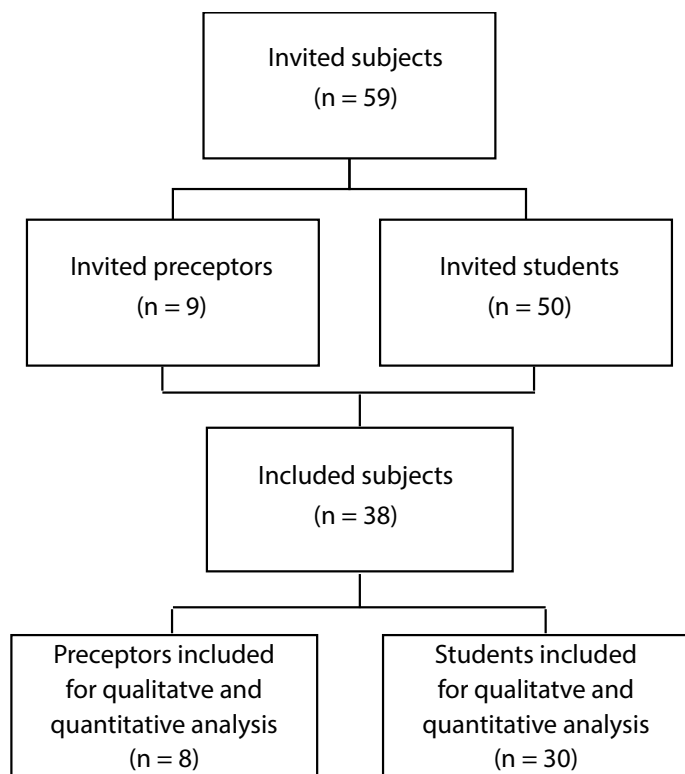 Invited subjects
(n = 59)
Invited preceptors
(n = 9)
Invited students
(n = 50)
Included subjects
(n = 38)
Preceptors included
for qualitatve and
quantitative analysis
(n = 8)
Students included
for qualitatve and
quantitative analysis
(n = 30)